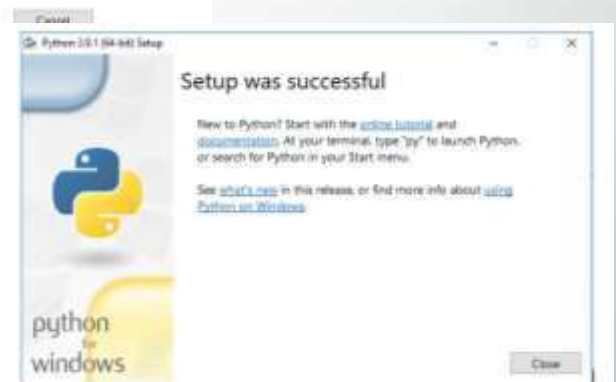 Cancel
Python 3.9.1 (64-bit) Setup
Setup was successful
New to Python? Start with the online tutorial and
documentation. At your terminal, type "py" to launch Python,
or search for Python in your Start menu.
See what's new in this release, or find more info about using
Python on Windows.
python
for
windows
Close